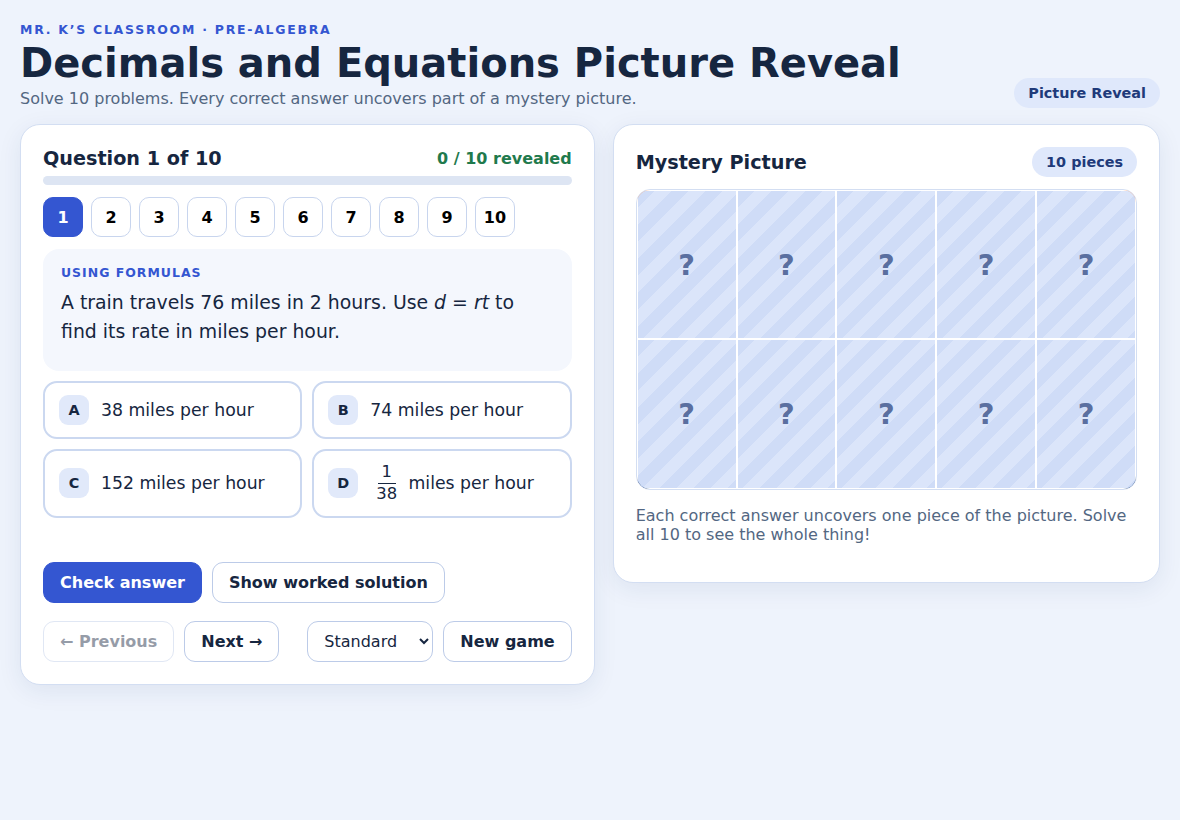 MR. K’S CLASSROOM · PRE-ALGEBRA
Decimals and Equations Picture Reveal
Solve 10 problems. Every correct answer uncovers part of a mystery picture.
Picture Reveal
Question 1 of 10
0 / 10 revealed
1 2 3 4 5 6 7 8 9 10
USING FORMULAS
A train travels 76 miles in 2 hours. Use d = rt to
find its rate in miles per hour.
A 38 miles per hour
B 74 miles per hour
C 152 miles per hour
D 1/38 miles per hour
Check answer
Show worked solution
← Previous
Next →
Standard
New game
Mystery Picture
10 pieces
? ? ? ? ?
? ? ? ? ?
Each correct answer uncovers one piece of the picture. Solve
all 10 to see the whole thing!